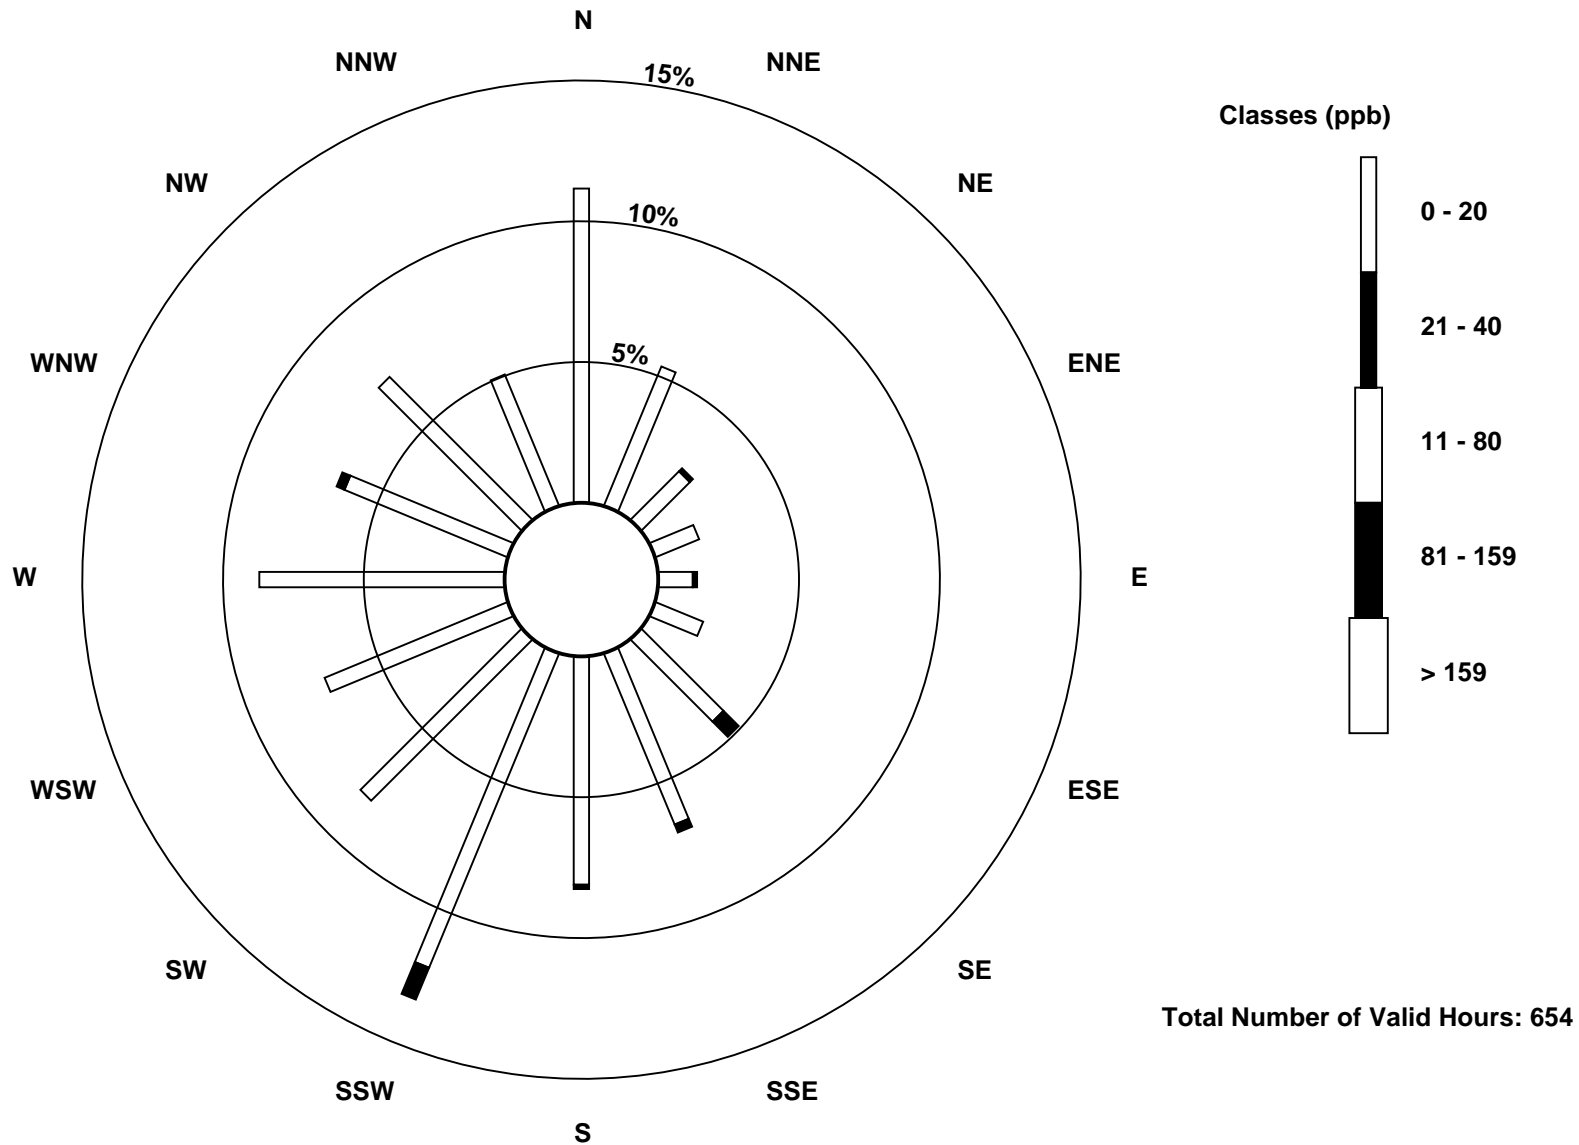 N
NNW
NNE
15%
Classes (ppb)
NW
NE
0 - 20
10%
21 - 40
5%
WNW
ENE
11 - 80
81 - 159
W
E
> 159
WSW
ESE
SW
SE
Total Number of Valid Hours: 654
SSW
SSE
S